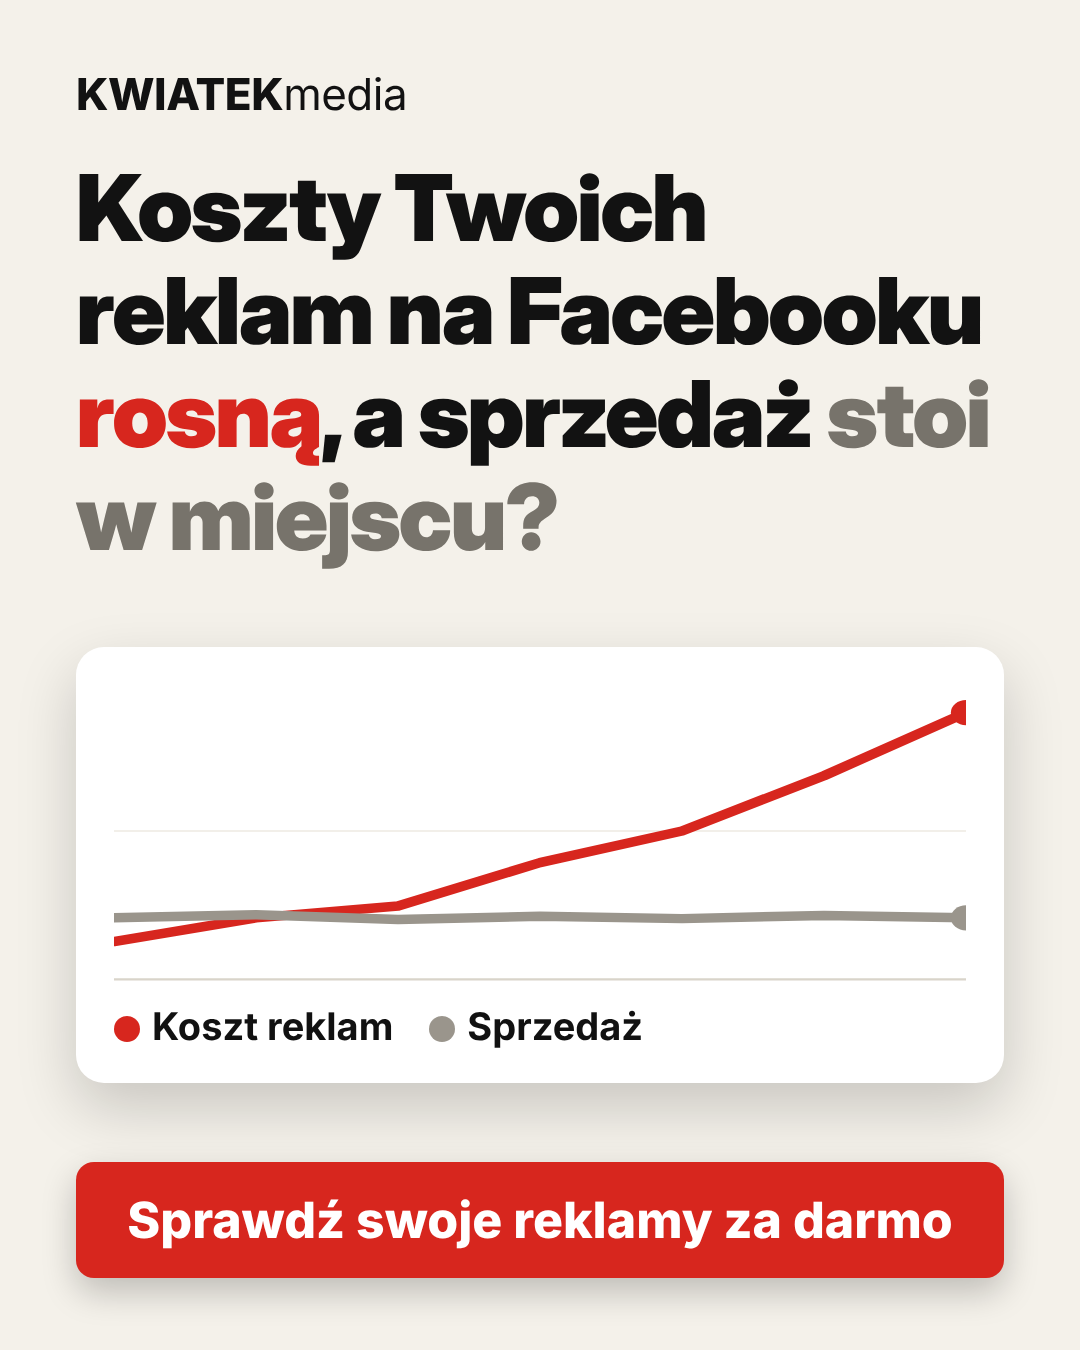 KWIATEKmedia
Koszty Twoich
reklam na Facebooku
rosną, a sprzedaż stoi
w miejscu?
Koszt reklam
Sprzedaż
Sprawdź swoje reklamy za darmo